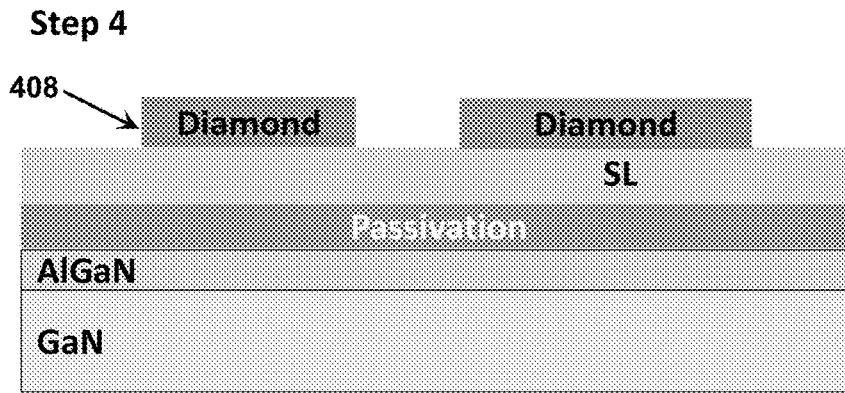 Step 4
408
Diamond Diamond
SL
Passivation
AlGaN
GaN